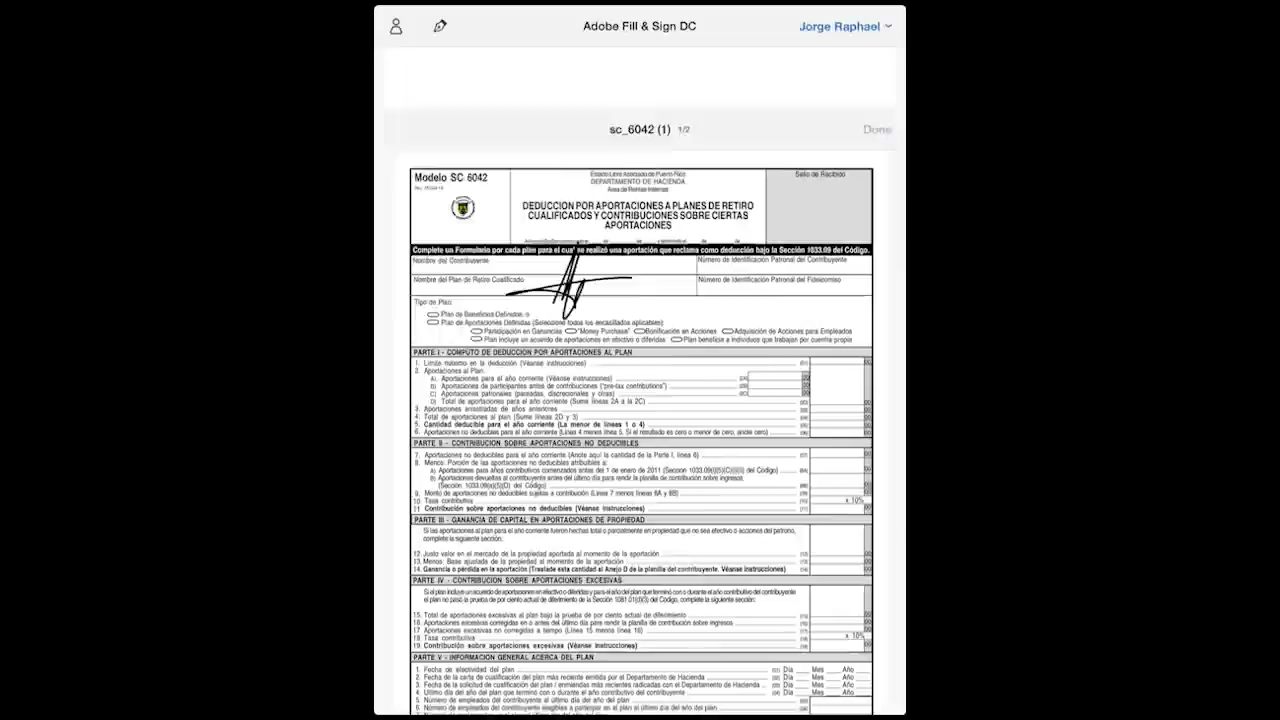 Adobe Fill & Sign DC
Jorge Raphael
sc_6042 (1) 1/2
Done
Modelo SC 6042
Estado Libre Asociado de Puerto Rico
DEPARTAMENTO DE HACIENDA
Área de Rentas Internas
Sello de Recibido
DEDUCCION POR APORTACIONES A PLANES DE RETIRO
CUALIFICADOS Y CONTRIBUCIONES SOBRE CIERTAS
APORTACIONES
Complete un Formulario por cada plan para el cual se realizó una aportación que reclama como deducción bajo la Sección 1033.09 del Código.
Nombre del Contribuyente
Número de Identificación Patronal del Contribuyente
Nombre del Plan de Retiro Cualificado
Número de Identificación Patronal del Fideicomiso
Tipo de Plan:
Plan de Beneficios Definidos; o
Plan de Aportaciones Definidas (Seleccione todos los encasillados aplicables):
Participación en Ganancias "Money Purchase" Bonificación en Acciones Adquisición de Acciones para Empleados
Plan incluye un acuerdo de aportaciones en efectivo o diferidas Plan beneficia a individuos que trabajan por cuenta propia
PARTE I - COMPUTO DE DEDUCCION POR APORTACIONES AL PLAN
1. Límite máximo en la deducción (Véanse instrucciones)
2. Aportaciones al Plan:
A) Aportaciones para el año corriente (Véanse instrucciones)
B) Aportaciones de participantes antes de contribuciones ("pre-tax contributions")
C) Aportaciones patronales (pareadas, discrecionales y otras)
D) Total de aportaciones para el año corriente (Sume líneas 2A a la 2C)
3. Aportaciones arrastradas de años anteriores
4. Total de aportaciones al plan (Sume líneas 2D y 3)
5. Cantidad deducible para el año corriente (La menor de líneas 1 o 4)
6. Aportaciones no deducibles para el año corriente (Línea 4 menos línea 5. Si el resultado es cero o menor de cero, anote cero)
PARTE II - CONTRIBUCION SOBRE APORTACIONES NO DEDUCIBLES
7. Aportaciones no deducibles para el año corriente (Anote aquí la cantidad de la Parte I, línea 6)
8. Menos: Porción de las aportaciones no deducibles atribuibles a:
A) Aportaciones para años contributivos comenzados antes del 1 de enero de 2011
B) Aportaciones devueltas al contribuyente antes del último día para rendir la planilla de contribución sobre ingresos
9. Monto de aportaciones no deducibles sujetas a contribución (Línea 7 menos líneas 8A y 8B)
10. Tasa contributiva x 10%
11. Contribución sobre aportaciones no deducibles (Véanse instrucciones)
PARTE III - GANANCIA DE CAPITAL EN APORTACIONES DE PROPIEDAD
Si las aportaciones al plan para el año corriente fueron hechas total o parcialmente en propiedad que no sea efectivo o acciones del patrono,
complete la siguiente sección.
12. Justo valor en el mercado de la propiedad aportada al momento de la aportación
13. Menos: Base ajustada de la propiedad al momento de la aportación
14. Ganancia o pérdida en la aportación (Traslade esta cantidad al Anejo D de la planilla del contribuyente. Véanse instrucciones)
PARTE IV - CONTRIBUCION SOBRE APORTACIONES EXCESIVAS
Si el plan incluye un acuerdo de aportaciones en efectivo o diferidas y para el año del plan que terminó con o durante el año contributivo del contribuyente
el plan no pasó la prueba de por ciento actual de diferimiento de la Sección 1081.01(d)(3) del Código, complete la siguiente sección:
15. Total de aportaciones excesivas al plan bajo la prueba de por ciento actual de diferimiento
16. Aportaciones excesivas corregidas en o antes del último día para rendir la planilla de contribución sobre ingresos
17. Aportaciones excesivas no corregidas a tiempo (Línea 15 menos línea 16)
18. Tasa contributiva x 10%
19. Contribución sobre aportaciones excesivas (Véanse instrucciones)
PARTE V - INFORMACION GENERAL ACERCA DEL PLAN
1. Fecha de efectividad del plan Día Mes Año
2. Fecha de la carta de cualificación del plan más reciente emitida por el Departamento de Hacienda Día Mes Año
3. Fecha de la solicitud de cualificación del plan / enmiendas más recientes radicadas con el Departamento de Hacienda Día Mes Año
4. Último día del año del plan que terminó con o durante el año contributivo del contribuyente Día Mes Año
5. Número de empleados del contribuyente al último día del año del plan
6. Número de empleados del contribuyente elegibles a participar en el plan al último día del año del plan